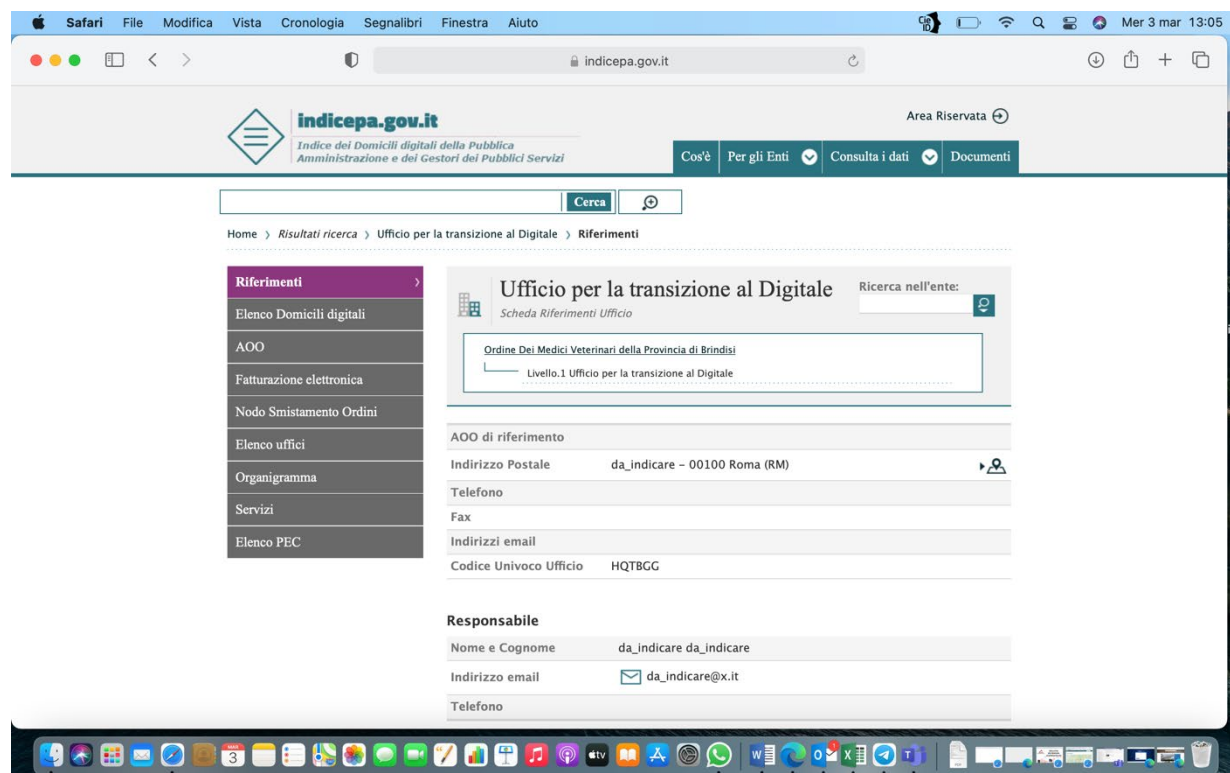 Safari File Modifica Vista Cronologia Segnalibri Finestra Aiuto Mer 3 mar 13:05
indicepa.gov.it
indicepa.gov.it
Area Riservata
Indice dei Domicili digitali della Pubblica
Amministrazione e dei Gestori dei Pubblici Servizi
Cos'è Per gli Enti Consulta i dati Documenti
Cerca
Home > Risultati ricerca > Ufficio per la transizione al Digitale > Riferimenti
Riferimenti
Elenco Domicili digitali
AOO
Fatturazione elettronica
Nodo Smistamento Ordini
Elenco uffici
Organigramma
Servizi
Elenco PEC
Ufficio per la transizione al Digitale
Scheda Riferimenti Ufficio
Ricerca nell'ente:
Ordine Dei Medici Veterinari della Provincia di Brindisi
Livello.1 Ufficio per la transizione al Digitale
AOO di riferimento
Indirizzo Postale da_indicare – 00100 Roma (RM)
Telefono
Fax
Indirizzi email
Codice Univoco Ufficio HQTBGG
Responsabile
Nome e Cognome da_indicare da_indicare
Indirizzo email da_indicare@x.it
Telefono